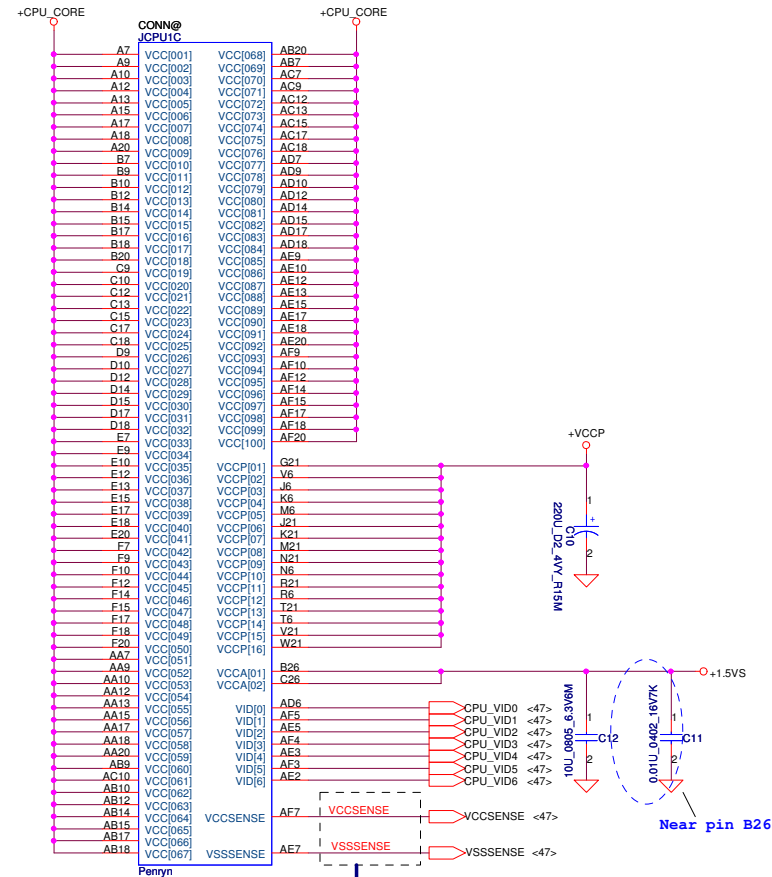 +CPU_CORE +CPU_CORE
CONN@
JCPU1C
A7 VCC[001] VCC[068] AB20
A9 VCC[002] VCC[069] AB7
A10 VCC[003] VCC[070] AC7
A12 VCC[004] VCC[071] AC9
A13 VCC[005] VCC[072] AC12
A15 VCC[006] VCC[073] AC13
A17 VCC[007] VCC[074] AC15
A18 VCC[008] VCC[075] AC17
A20 VCC[009] VCC[076] AC18
B7 VCC[010] VCC[077] AD7
B9 VCC[011] VCC[078] AD9
B10 VCC[012] VCC[079] AD10
B12 VCC[013] VCC[080] AD12
B14 VCC[014] VCC[081] AD14
B15 VCC[015] VCC[082] AD15
B17 VCC[016] VCC[083] AD17
B18 VCC[017] VCC[084] AD18
B20 VCC[018] VCC[085] AE9
C9 VCC[019] VCC[086] AE10
C10 VCC[020] VCC[087] AE12
C12 VCC[021] VCC[088] AE13
C13 VCC[022] VCC[089] AE15
C15 VCC[023] VCC[090] AE17
C17 VCC[024] VCC[091] AE18
C18 VCC[025] VCC[092] AE20
D9 VCC[026] VCC[093] AF9
D10 VCC[027] VCC[094] AF10
D12 VCC[028] VCC[095] AF12
D14 VCC[029] VCC[096] AF14
D15 VCC[030] VCC[097] AF15
D17 VCC[031] VCC[098] AF17
D18 VCC[032] VCC[099] AF18
E7 VCC[033] VCC[100] AF20
+VCCP
E9 VCC[034]
E10 VCC[035] VCCP[01] G21
E12 VCC[036] VCCP[02] V6
E13 VCC[037] VCCP[03] J6
E15 VCC[038] VCCP[04] K6
E17 VCC[039] VCCP[05] M6
E18 VCC[040] VCCP[06] J21
E20 VCC[041] VCCP[07] K21
F7 VCC[042] VCCP[08] M21
F9 VCC[043] VCCP[09] N21
F10 VCC[044] VCCP[10] N6
F12 VCC[045] VCCP[11] R21
F14 VCC[046] VCCP[12] R6
F15 VCC[047] VCCP[13] T21
F17 VCC[048] VCCP[14] T6
F18 VCC[049] VCCP[15] V21
F20 VCC[050] VCCP[16] W21
1
+
2
C10
220U_D2_4VY_R15M
AA7 VCC[051]
AA9 VCC[052] VCCA[01] B26 +1.5VS
AA10 VCC[053] VCCA[02] C26
AA12 VCC[054]
AA13 VCC[055] VID[0] AD6 CPU_VID0 <47>
AA15 VCC[056] VID[1] AF5 CPU_VID1 <47>
AA17 VCC[057] VID[2] AE5 CPU_VID2 <47>
AA18 VCC[058] VID[3] AF4 CPU_VID3 <47>
AA20 VCC[059] VID[4] AE3 CPU_VID4 <47>
AB9 VCC[060] VID[5] AF3 CPU_VID5 <47>
AC10 VCC[061] VID[6] AE2 CPU_VID6 <47>
1
2
C12
10U_0805_6.3V6M
1
2
C11
0.01U_0402_16V7K
AB10 VCC[062]
AB12 VCC[063]
AB14 VCC[064] VCCSENSE AF7 VCCSENSE VCCSENSE <47>
Near pin B26
AB15 VCC[065]
AB17 VCC[066]
AB18 VCC[067] VSSSENSE AE7 VSSSENSE VSSSENSE <47>
Penryn